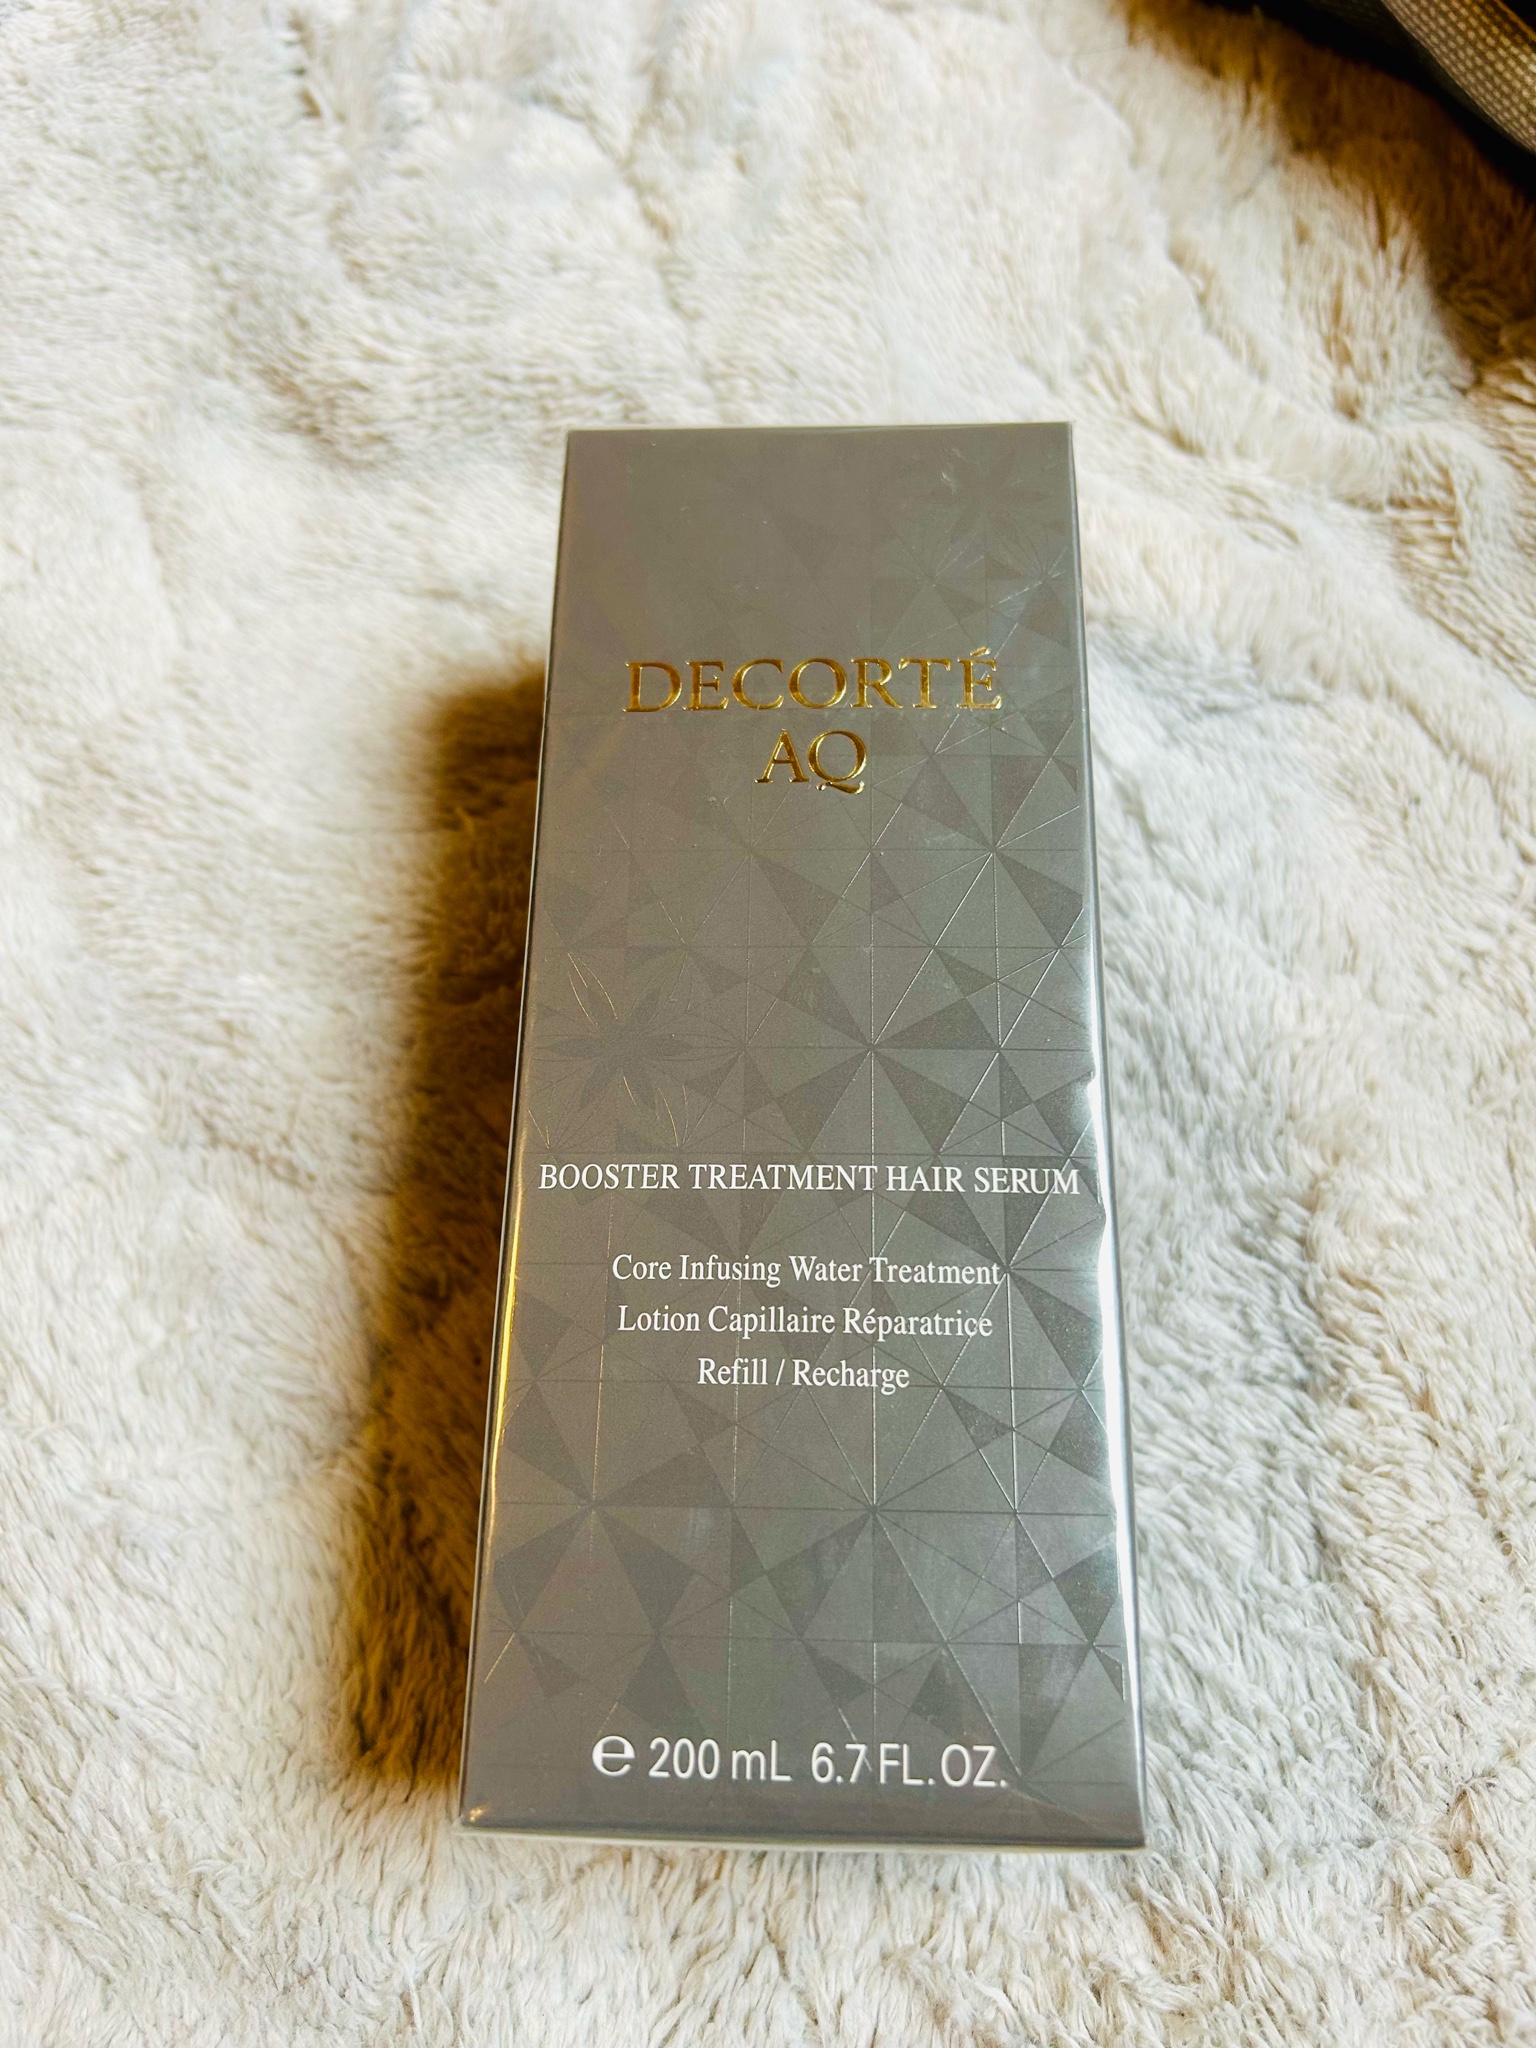 DECORTÉ
AQ
BOOSTER TREATMENT HAIR SERUM
Core Infusing Water Treatment
Lotion Capillaire Réparatrice
Refill / Recharge
℮ 200 mL 6.7 FL. OZ.